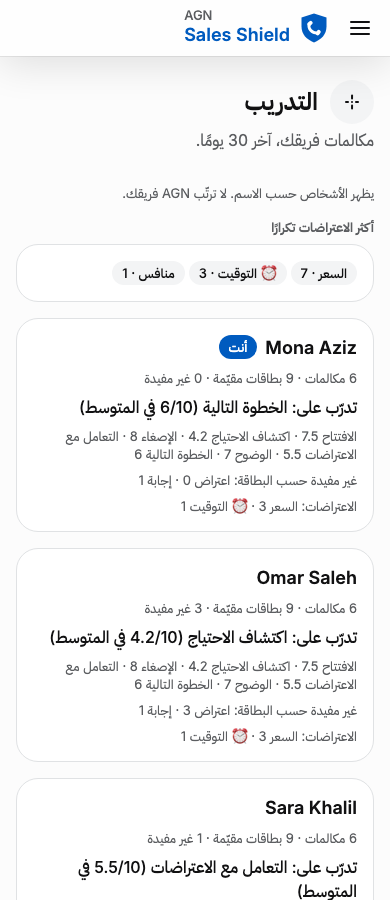 AGN
Sales Shield
التدريب
مكالمات فريقك، آخر 30 يومًا.
يظهر الأشخاص حسب الاسم. لا ترتّب AGN فريقك.
أكثر الاعتراضات تكرارًا
السعر · 7
⏰ التوقيت · 3
منافس · 1
Mona Aziz أنت
6 مكالمات · 9 بطاقات مقيّمة · 0 غير مفيدة
تدرّب على: الخطوة التالية (6/10 في المتوسط)
الافتتاح 7.5 · اكتشاف الاحتياج 4.2 · الإصغاء 8 · التعامل مع
الاعتراضات 5.5 · الوضوح 7 · الخطوة التالية 6
غير مفيدة حسب البطاقة: اعتراض 0 · إجابة 1
الاعتراضات: السعر 3 · ⏰ التوقيت 1
Omar Saleh
6 مكالمات · 9 بطاقات مقيّمة · 3 غير مفيدة
تدرّب على: اكتشاف الاحتياج (4.2/10 في المتوسط)
الافتتاح 7.5 · اكتشاف الاحتياج 4.2 · الإصغاء 8 · التعامل مع
الاعتراضات 5.5 · الوضوح 7 · الخطوة التالية 6
غير مفيدة حسب البطاقة: اعتراض 3 · إجابة 1
الاعتراضات: السعر 3 · ⏰ التوقيت 1
Sara Khalil
6 مكالمات · 9 بطاقات مقيّمة · 1 غير مفيدة
تدرّب على: التعامل مع الاعتراضات (5.5/10 في
المتوسط)